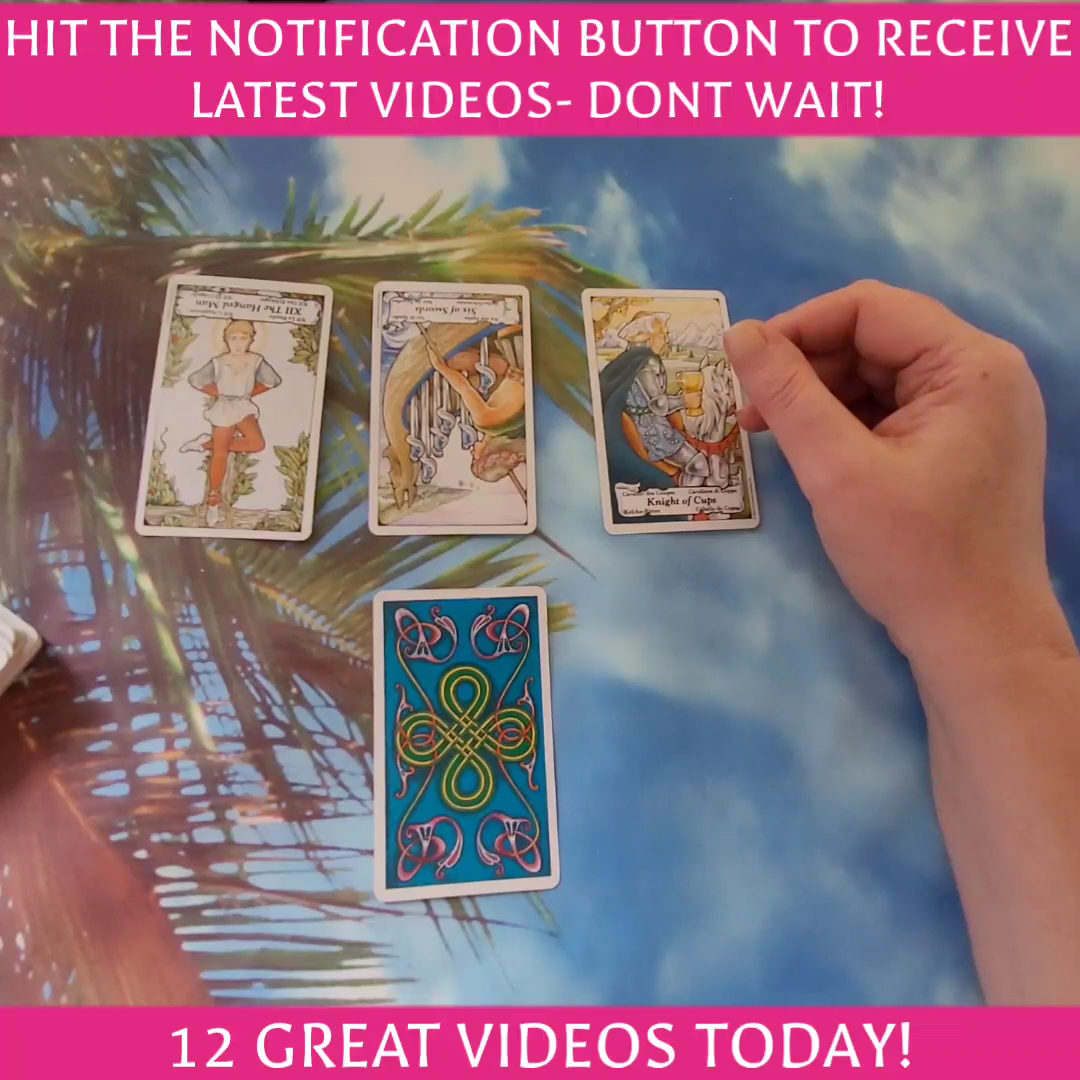 HIT THE NOTIFICATION BUTTON TO RECEIVE
LATEST VIDEOS- DONT WAIT!
XII The Hanged Man
Six of Swords
Knight of Cups
12 GREAT VIDEOS TODAY!